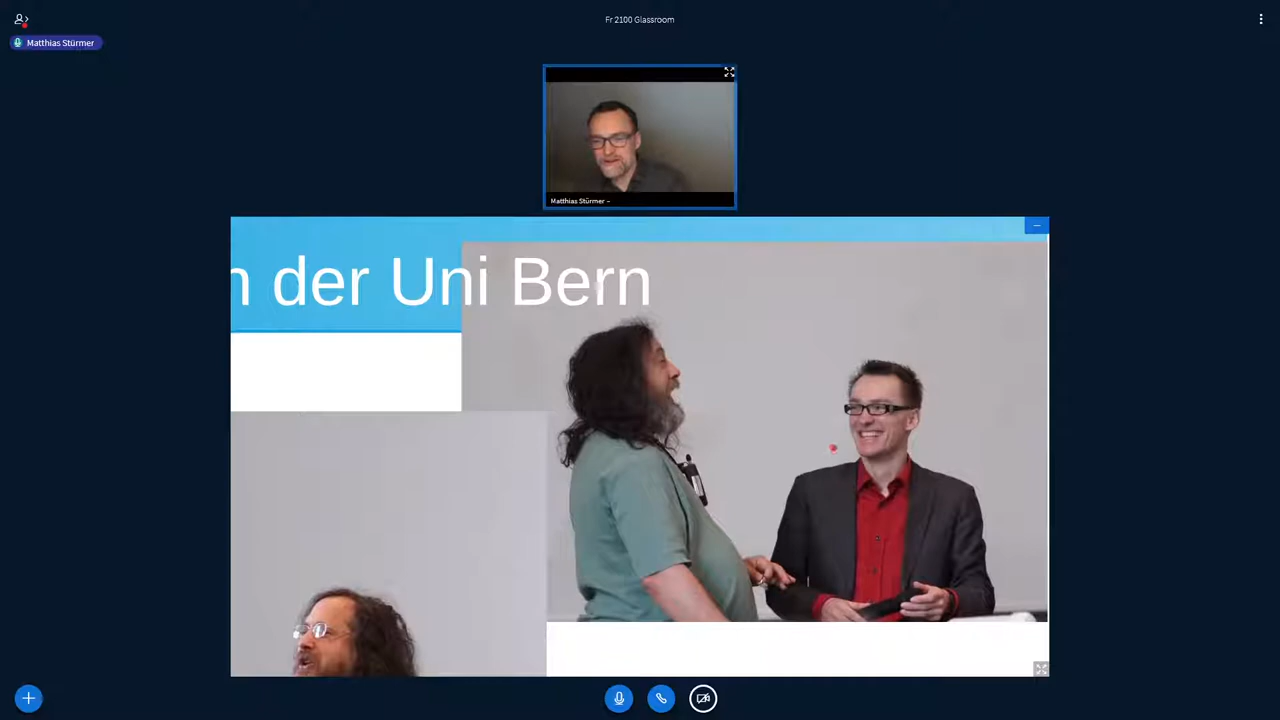 Fr 2100 Glassroom
Matthias Stürmer
Matthias Stürmer –
n der Uni Bern